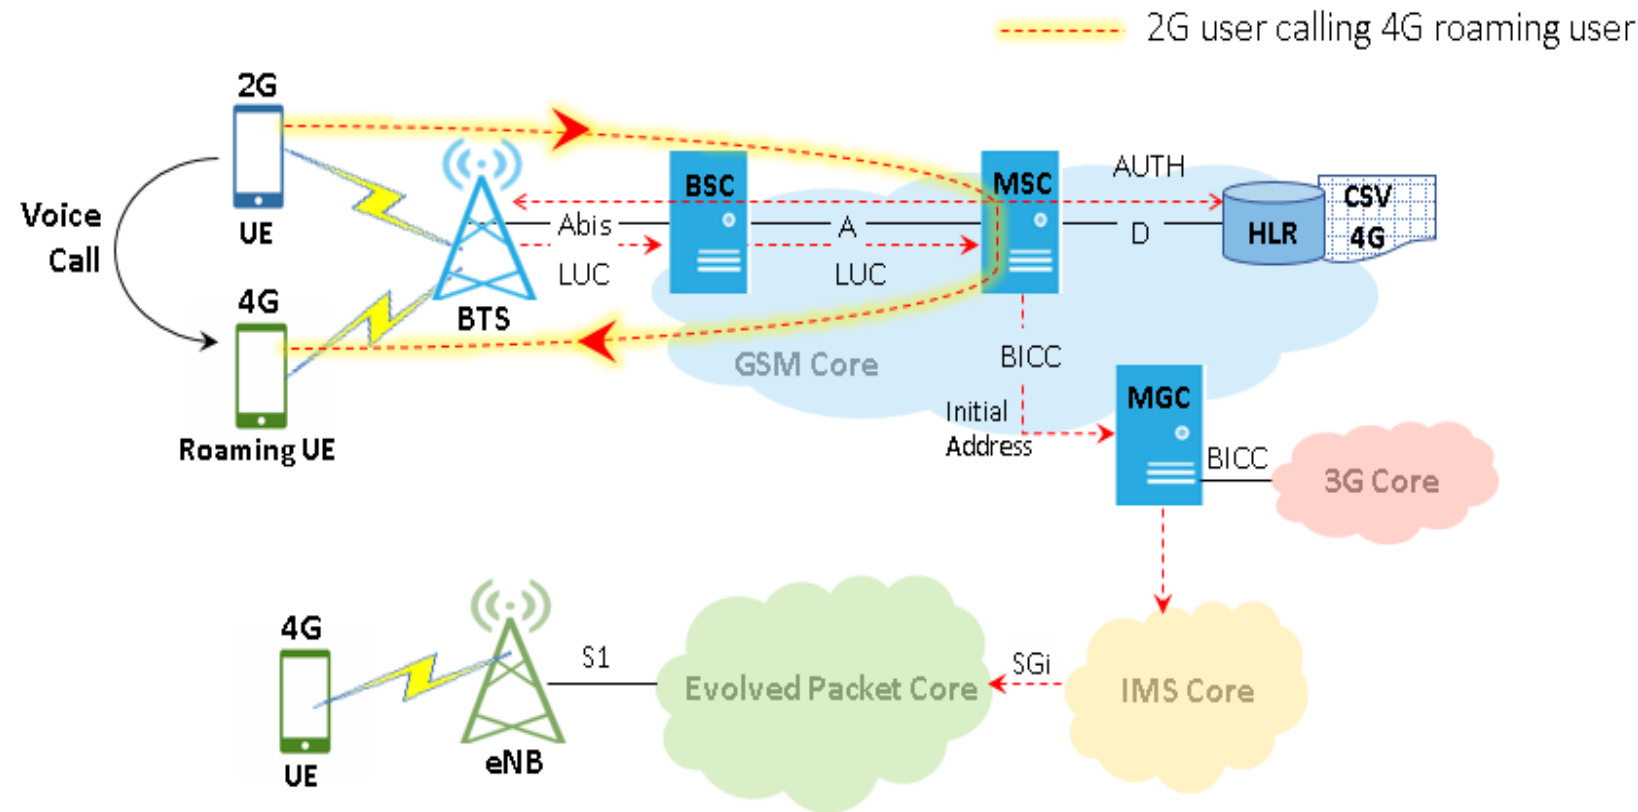 2G user calling 4G roaming user
2G
UE
Voice
Call
4G
Roaming UE
BTS
Abis
LUC
BSC
A
LUC
MSC
AUTH
D
HLR
CSV
4G
GSM Core
BICC
Initial
Address
MGC
BICC
3G Core
4G
UE
eNB
S1
Evolved Packet Core
SGi
IMS Core